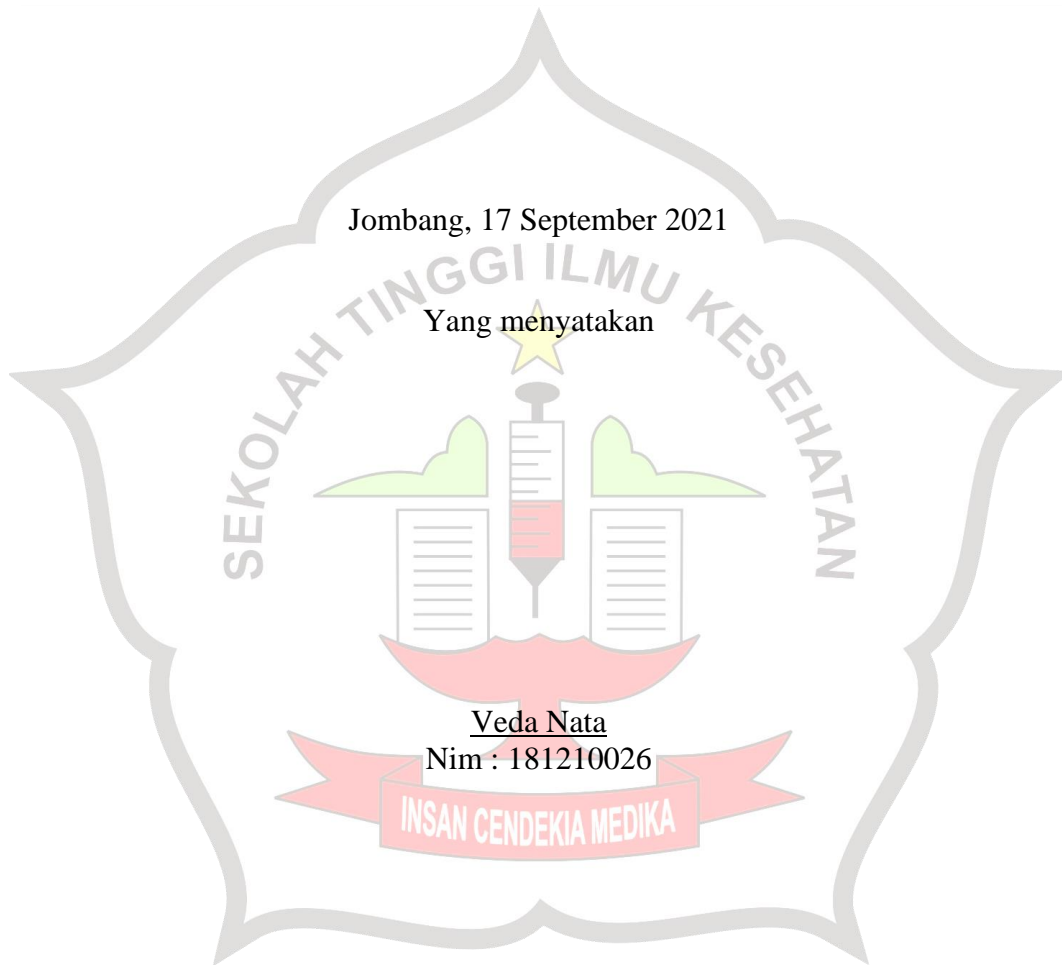 Jombang, 17 September 2021
SEKOLAH TINGGI ILMU KESEHATAN
Yang menyatakan
Veda Nata
Nim : 181210026
INSAN CENDEKIA MEDIKA